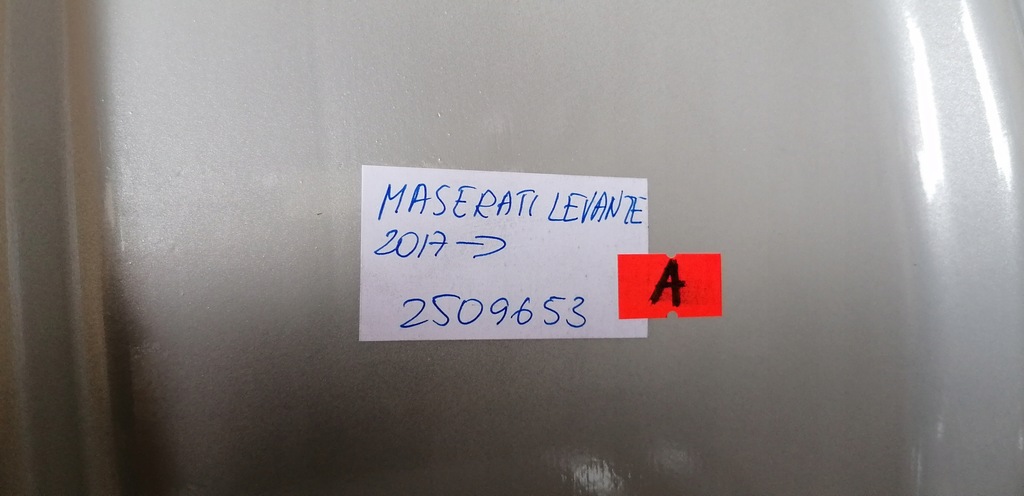 MASERATI LEVANTE
2017 →
2509653
A